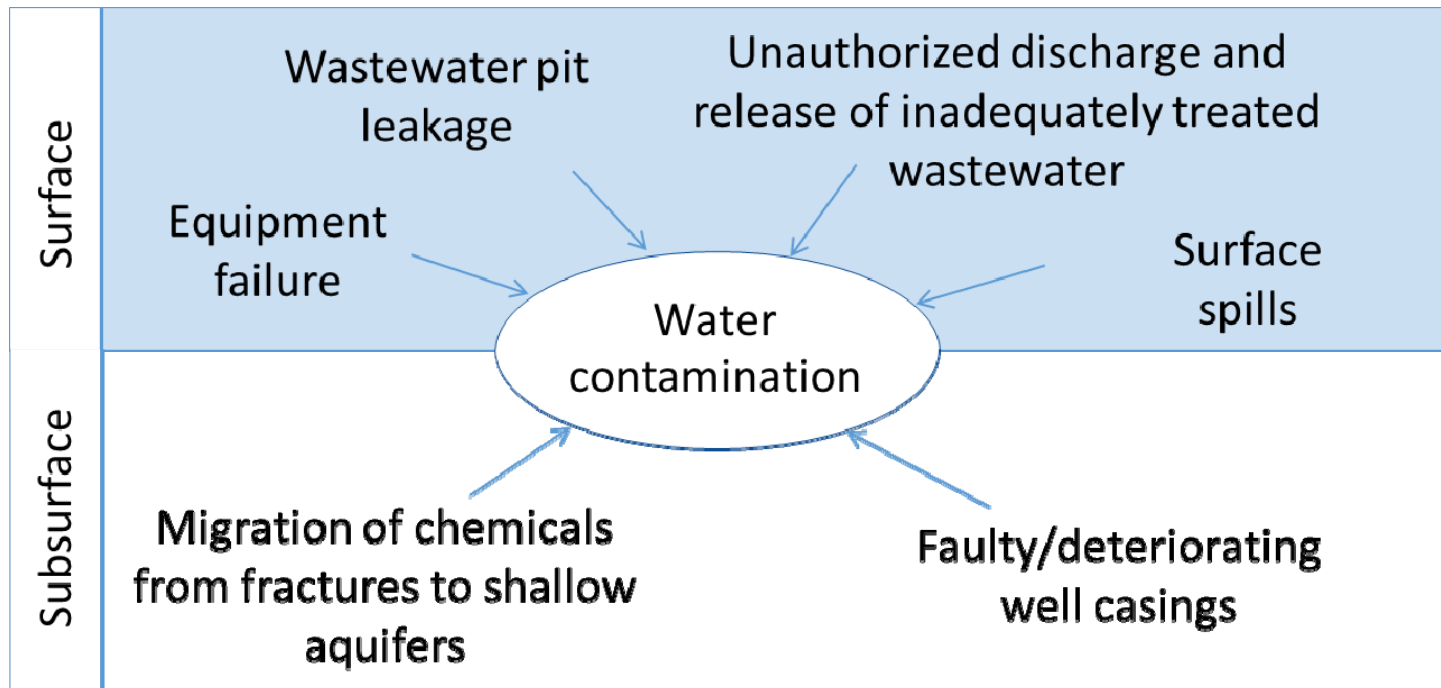 Surface
Wastewater pit
leakage
Unauthorized discharge and
release of inadequately treated
wastewater
Equipment
failure
Surface
spills
Water
contamination
Subsurface
Migration of chemicals
from fractures to shallow
aquifers
Faulty/deteriorating
well casings